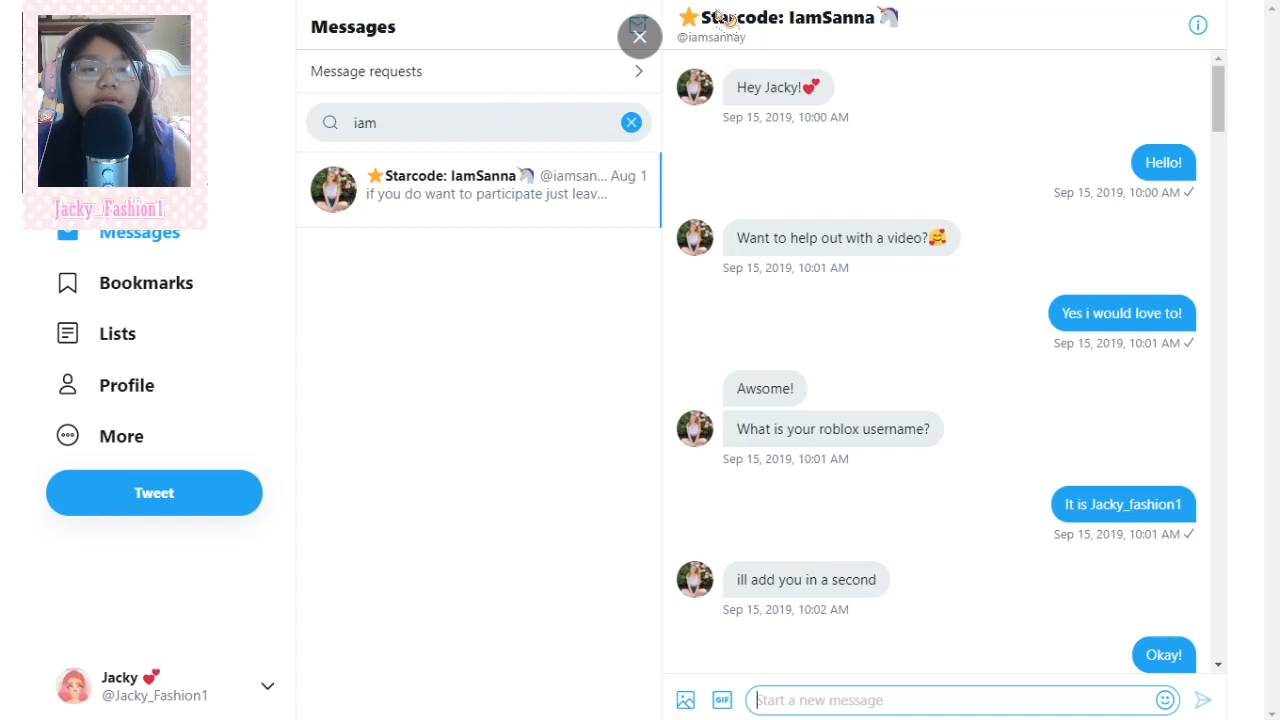 Jacky_Fashion1
Messages
Bookmarks
Lists
Profile
More
Tweet
Jacky 💕
@Jacky_Fashion1
Messages
Message requests
iam
⭐Starcode: IamSanna🦄 @iamsan... Aug 1
if you do want to participate just leav...
⭐Starcode: IamSanna🦄
@iamsannay
Hey Jacky!💕
Sep 15, 2019, 10:00 AM
Hello!
Sep 15, 2019, 10:00 AM ✓
Want to help out with a video?🥰
Sep 15, 2019, 10:01 AM
Yes i would love to!
Sep 15, 2019, 10:01 AM ✓
Awsome!
What is your roblox username?
Sep 15, 2019, 10:01 AM
It is Jacky_fashion1
Sep 15, 2019, 10:01 AM ✓
ill add you in a second
Sep 15, 2019, 10:02 AM
Okay!
GIF
Start a new message